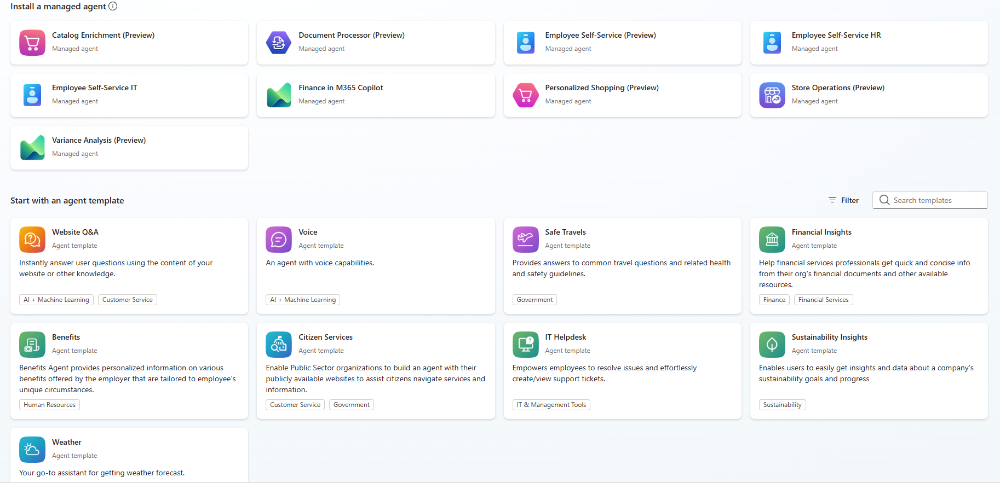 Install a managed agent
Catalog Enrichment (Preview)
Managed agent
Document Processor (Preview)
Managed agent
Employee Self-Service (Preview)
Managed agent
Employee Self-Service HR
Managed agent
Employee Self-Service IT
Managed agent
Finance in M365 Copilot
Managed agent
Personalized Shopping (Preview)
Managed agent
Store Operations (Preview)
Managed agent
Variance Analysis (Preview)
Managed agent
Start with an agent template
Filter
Search templates
Website Q&A
Agent template
Instantly answer user questions using the content of your
website or other knowledge.
AI + Machine Learning
Customer Service
Voice
Agent template
An agent with voice capabilities.
AI + Machine Learning
Safe Travels
Agent template
Provides answers to common travel questions and related health
and safety guidelines.
Government
Financial Insights
Agent template
Help financial services professionals get quick and concise info
from their org's financial documents and other available
resources.
Finance
Financial Services
Benefits
Agent template
Benefits Agent provides personalized information on various
benefits offered by the employer that are tailored to employee's
unique circumstances.
Human Resources
Citizen Services
Agent template
Enable Public Sector organizations to build an agent with their
publicly available websites to assist citizens navigate services and
information.
Customer Service
Government
IT Helpdesk
Agent template
Empowers employees to resolve issues and effortlessly
create/view support tickets.
IT & Management Tools
Sustainability Insights
Agent template
Enables users to easily get insights and data about a company's
sustainability goals and progress
Sustainability
Weather
Agent template
Your go-to assistant for getting weather forecast.